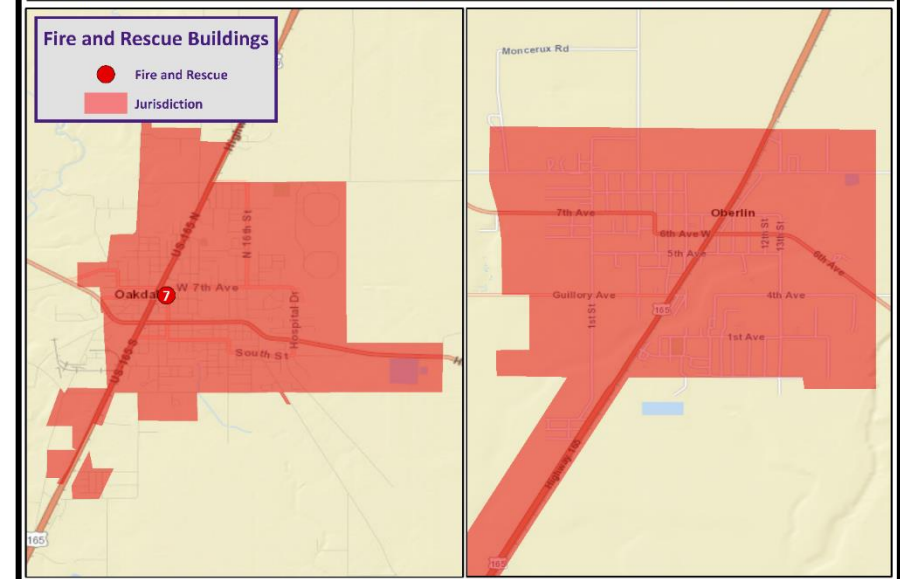 Fire and Rescue Buildings
Fire and Rescue
Jurisdiction
US-165 N
N 16th St
Oakdal
7
W 7th Ave
Hospital Dr
South St
US-165 S
165
Moncerux Rd
7th Ave
Oberlin
6th Ave W
12th St
13th St
5th Ave
6th Ave
Guillory Ave
4th Ave
165
1st St
1st Ave
Highway 165
165